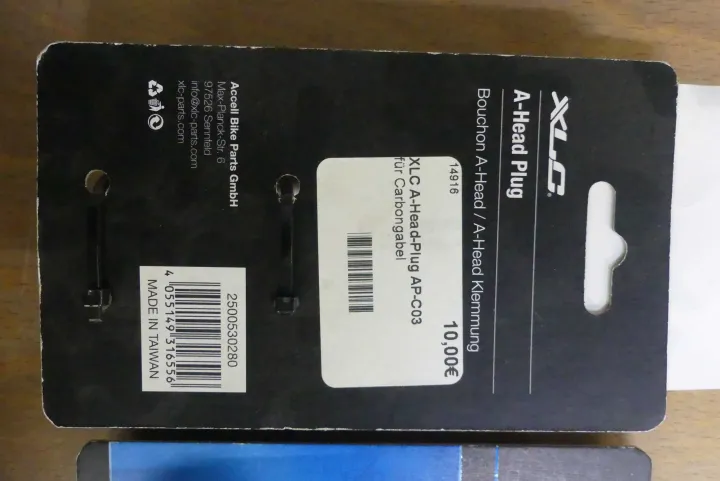 XLC®
A-Head Plug
Bouchon A-Head / A-Head Klemmung
14916
10,00€
XLC A-Head-Plug AP-C03
für Carbongabel
Accell Bike Parts GmbH
Max-Planck-Str. 6
97526 Sennfeld
info@xlc-parts.com
xlc-parts.com
2500530280
4 055149 316556
MADE IN TAIWAN